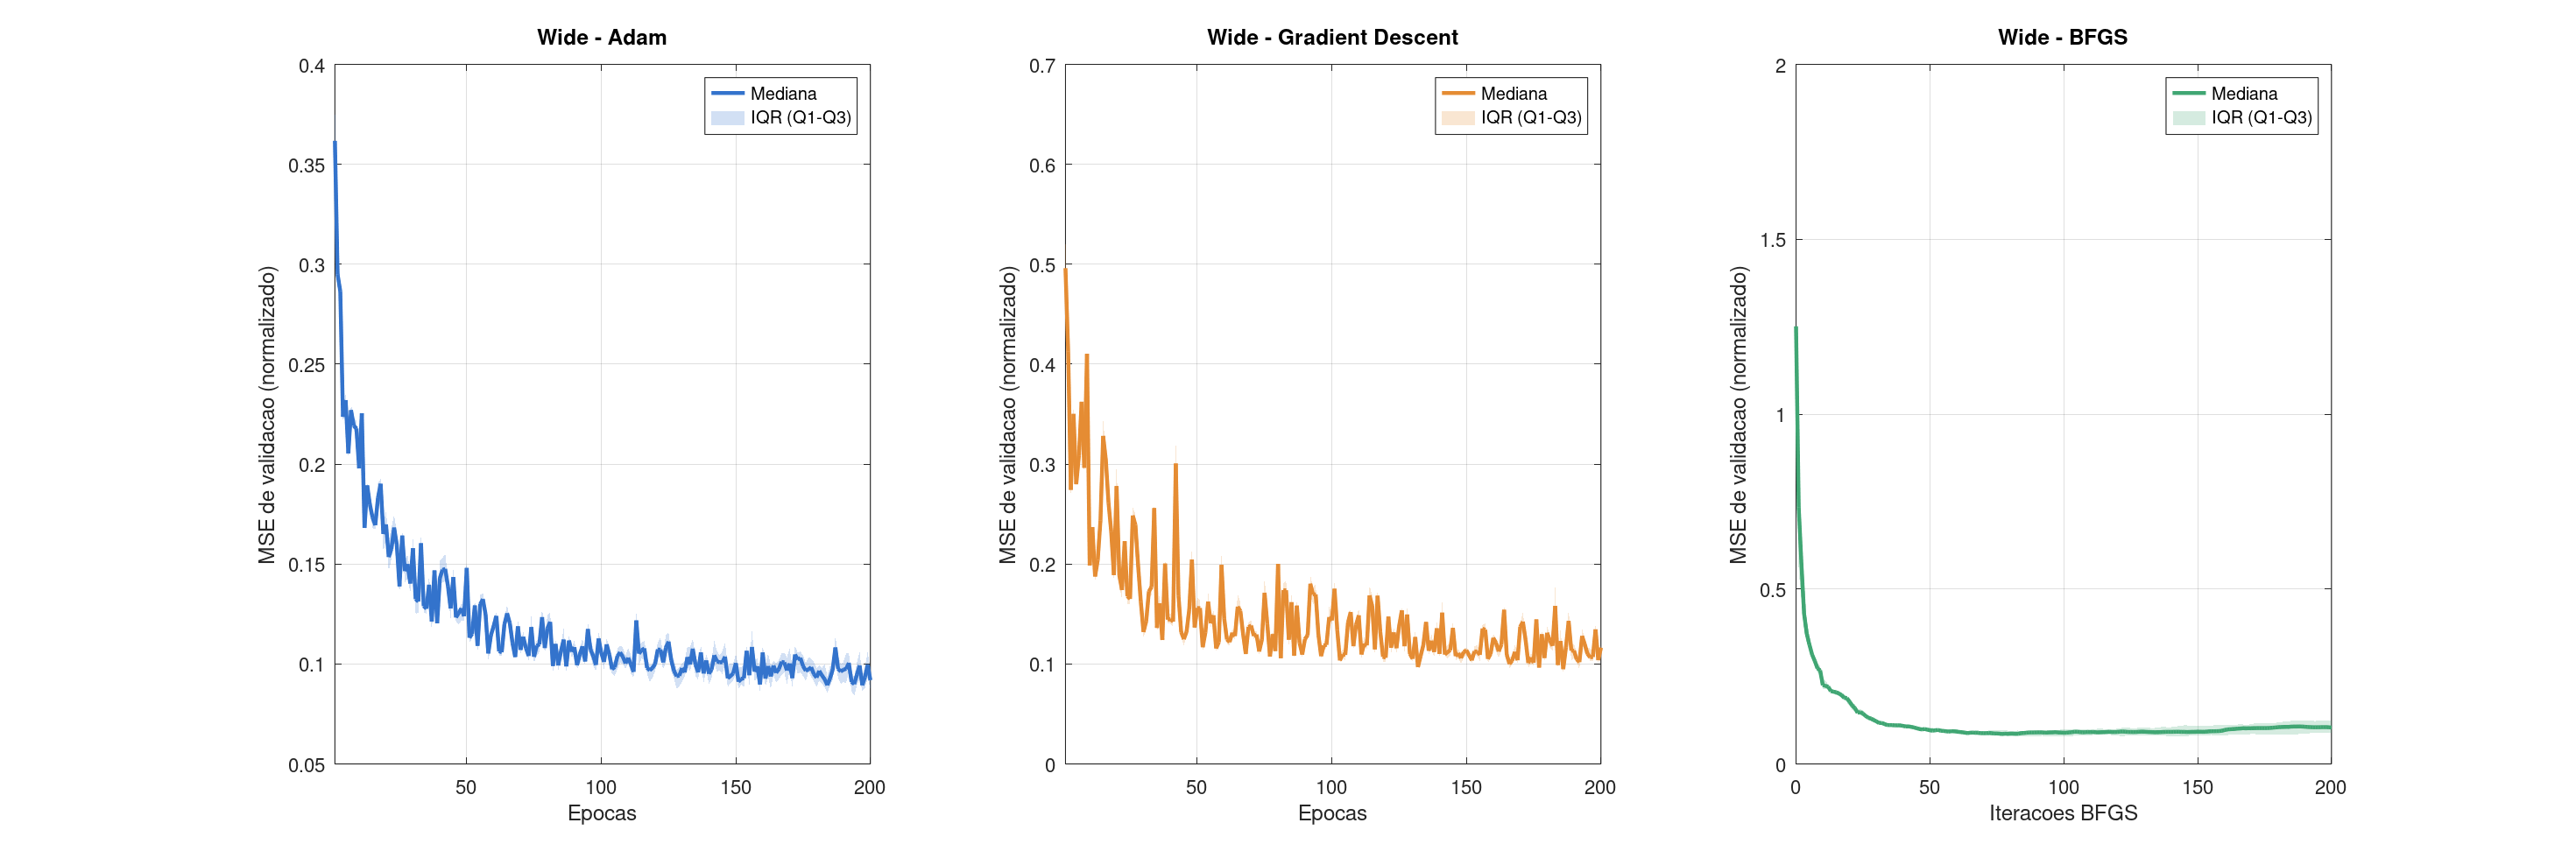 Wide - Adam
0.4
0.35
0.3
0.25
0.2
0.15
0.1
0.05
MSE de validacao (normalizado)
Mediana
IQR (Q1-Q3)
50
100
150
200
Epocas
Wide - Gradient Descent
0.7
0.6
0.5
0.4
0.3
0.2
0.1
0
MSE de validacao (normalizado)
Mediana
IQR (Q1-Q3)
50
100
150
200
Epocas
Wide - BFGS
2
1.5
1
0.5
0
MSE de validacao (normalizado)
Mediana
IQR (Q1-Q3)
0
50
100
150
200
Iteracoes BFGS